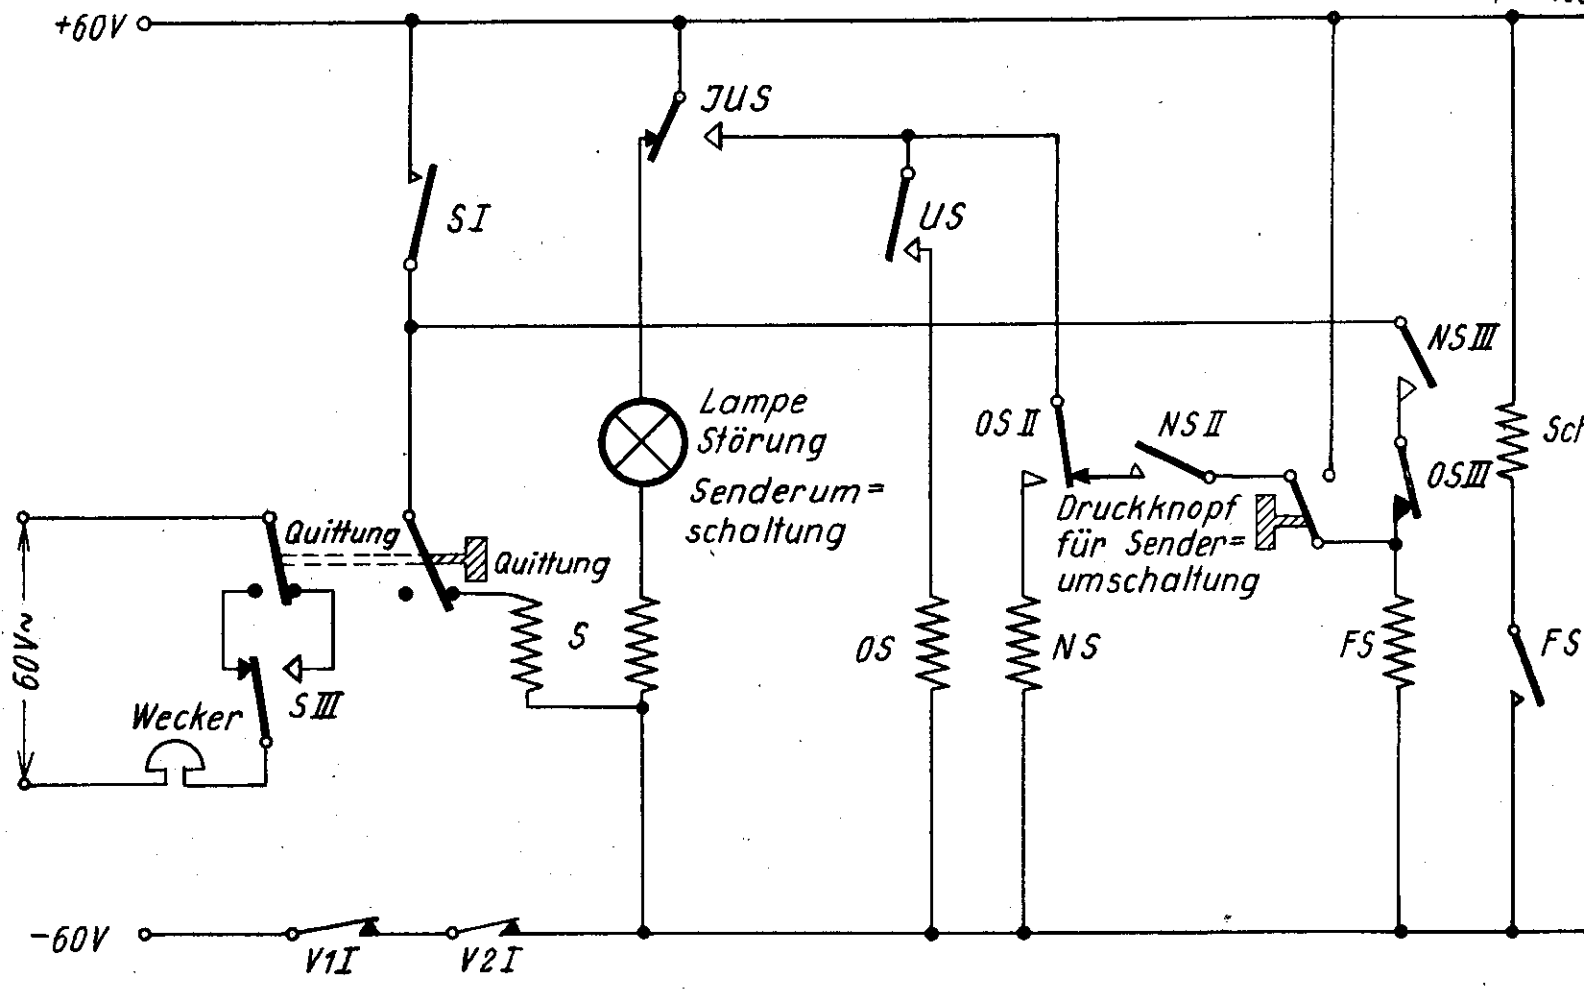 +60V
JUS
SI
US
NS III
Lampe
Störung
OS II
NS II
Sch
OS III
Senderum=
schaltung
Druckknopf
für Sender=
umschaltung
Quittung
Quittung
60V~
S
OS
NS
FS
FS
S III
Wecker
-60V
V1I
V2I